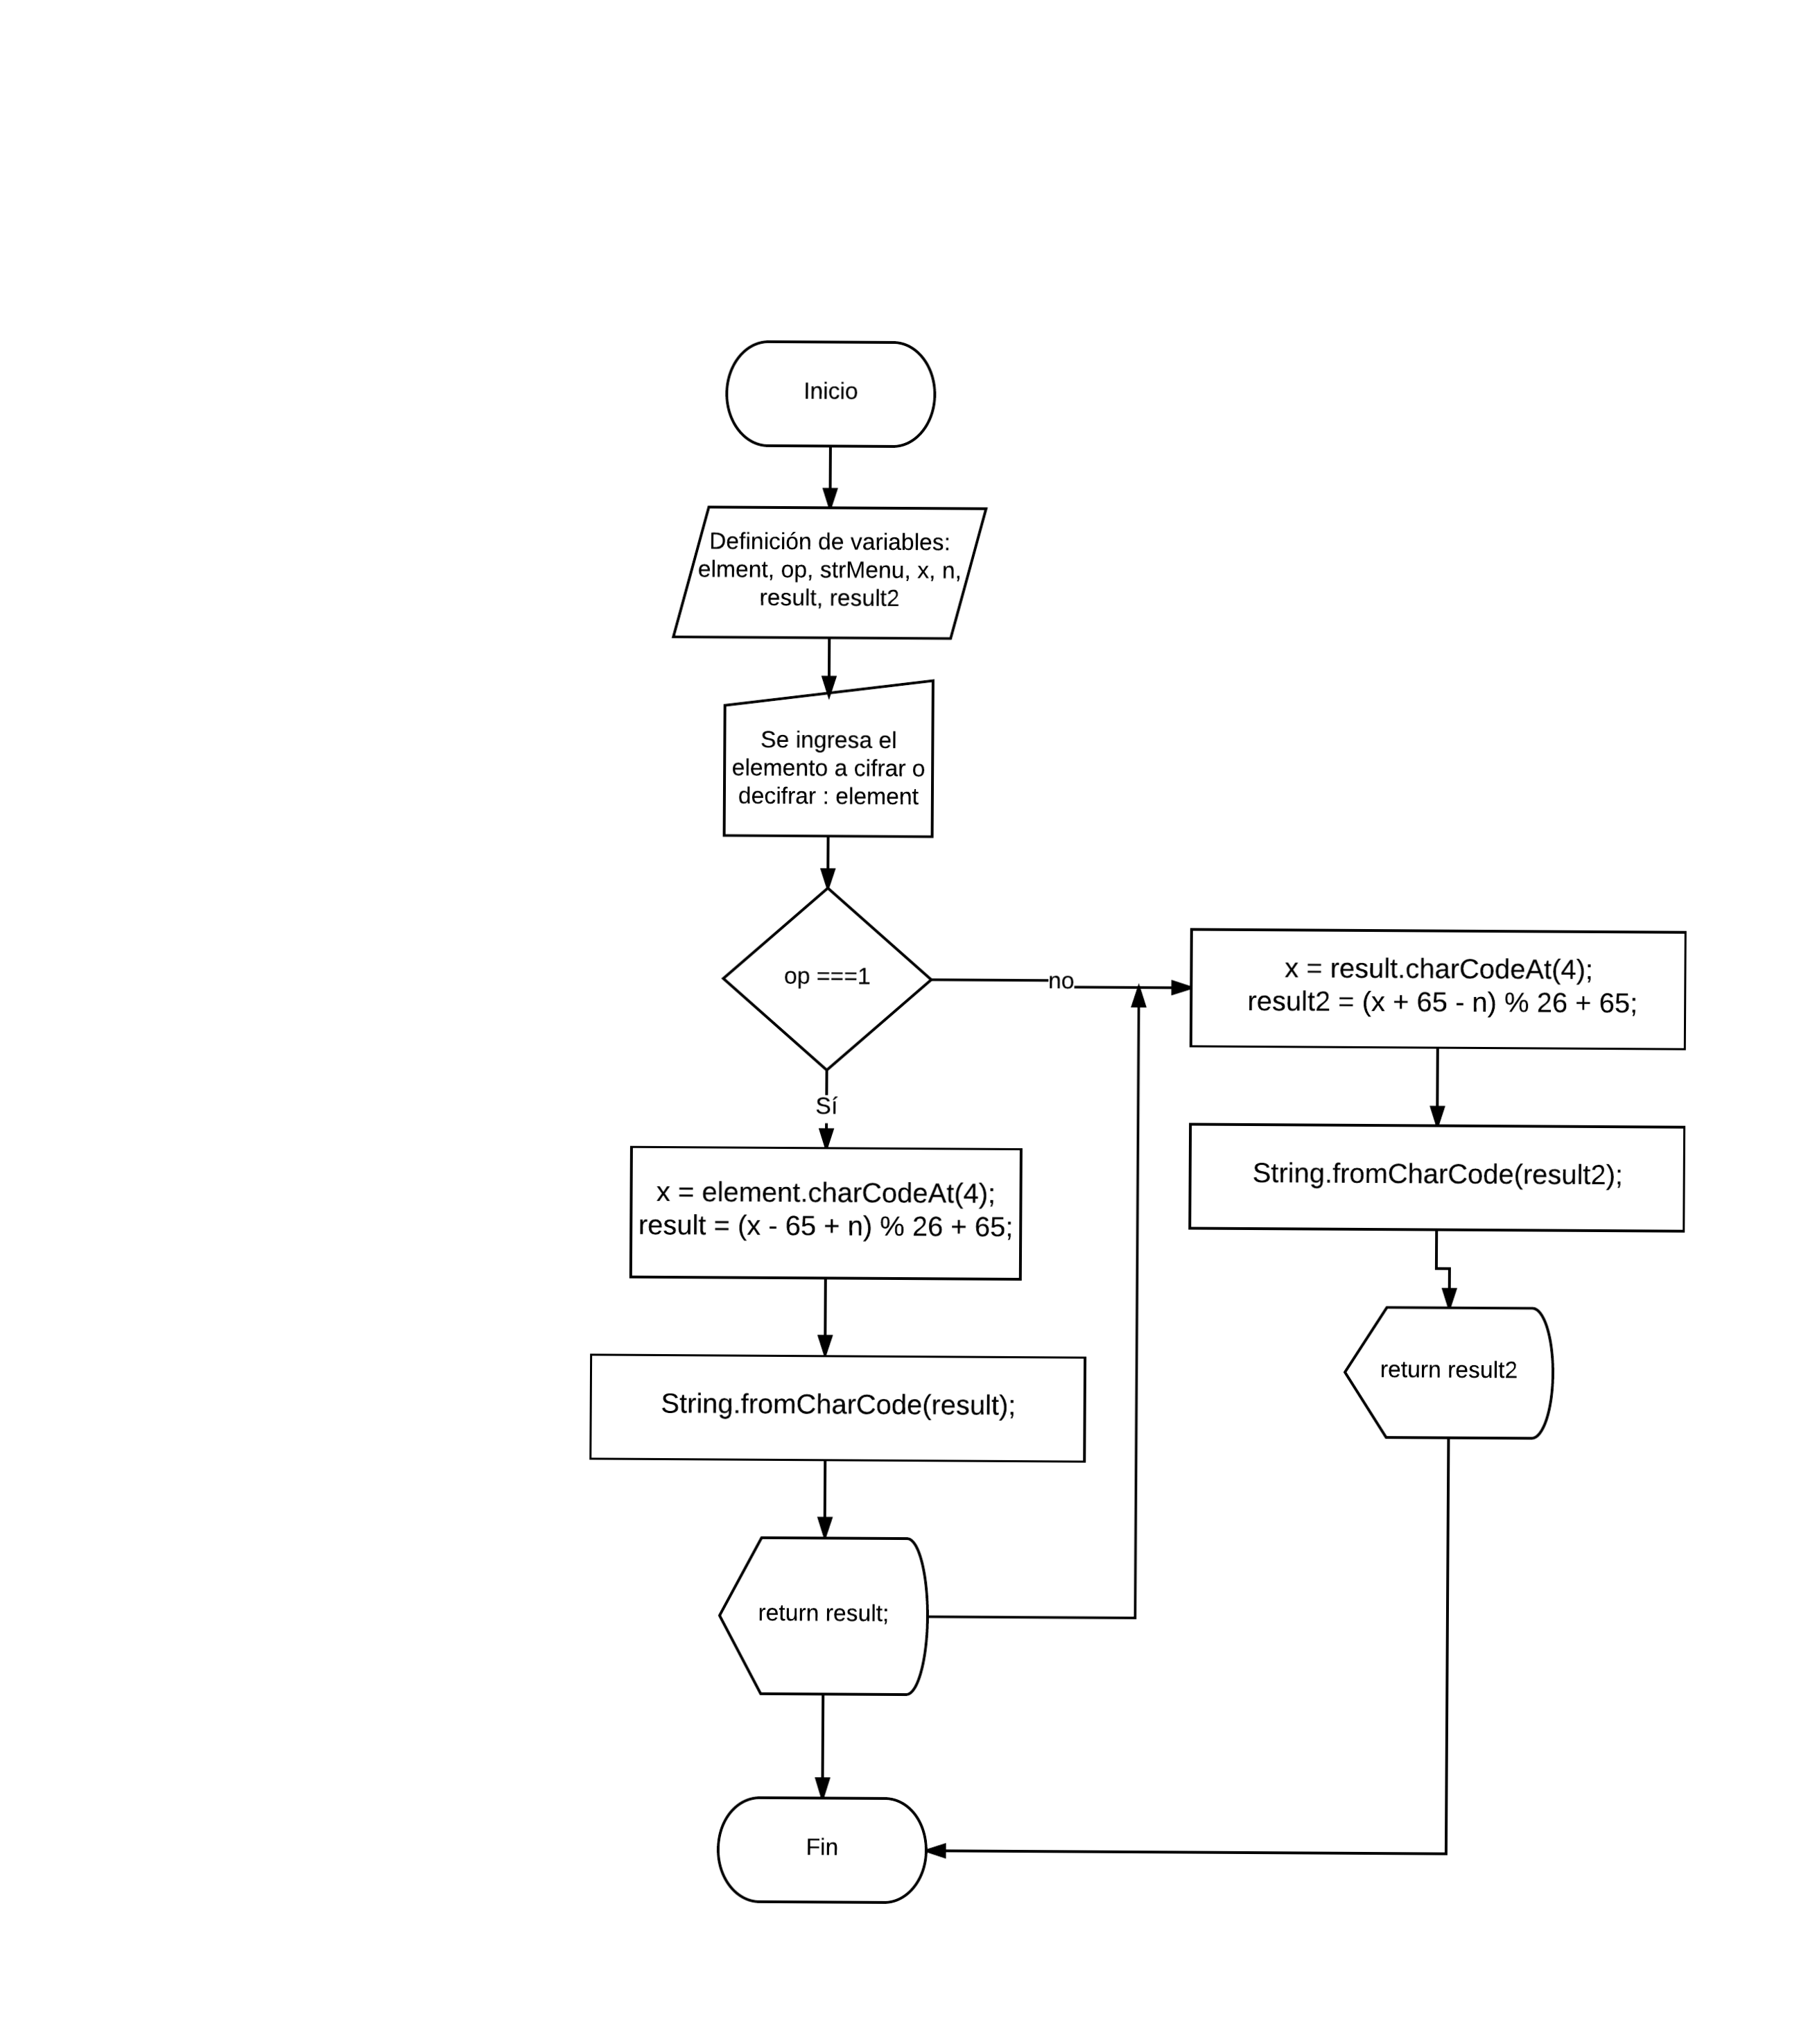 Inicio
Definición de variables:
elment, op, strMenu, x, n,
result, result2
Se ingresa el
elemento a cifrar o
decifrar : element
op ===1
no
x = result.charCodeAt(4);
result2 = (x + 65 - n) % 26 + 65;
Sí
String.fromCharCode(result2);
x = element.charCodeAt(4);
result = (x - 65 + n) % 26 + 65;
return result2
String.fromCharCode(result);
return result;
Fin